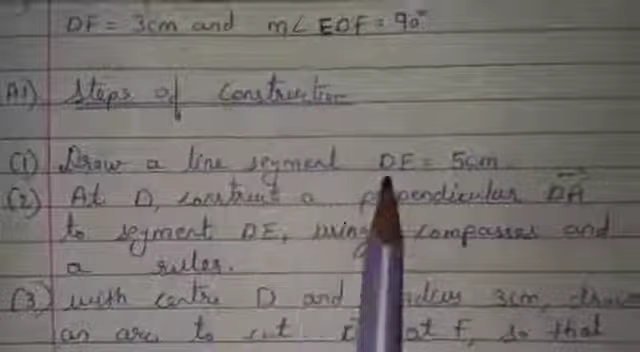 DF = 3cm and m∠EDF = 90°
A1) Steps of Construction
(1) Draw a line segment DE = 5cm
(2) At D, construct a perpendicular DA
to segment DE, using compasses and
a ruler.
(3) with centre D and 3cm, draw
an arc to cut at F, so that